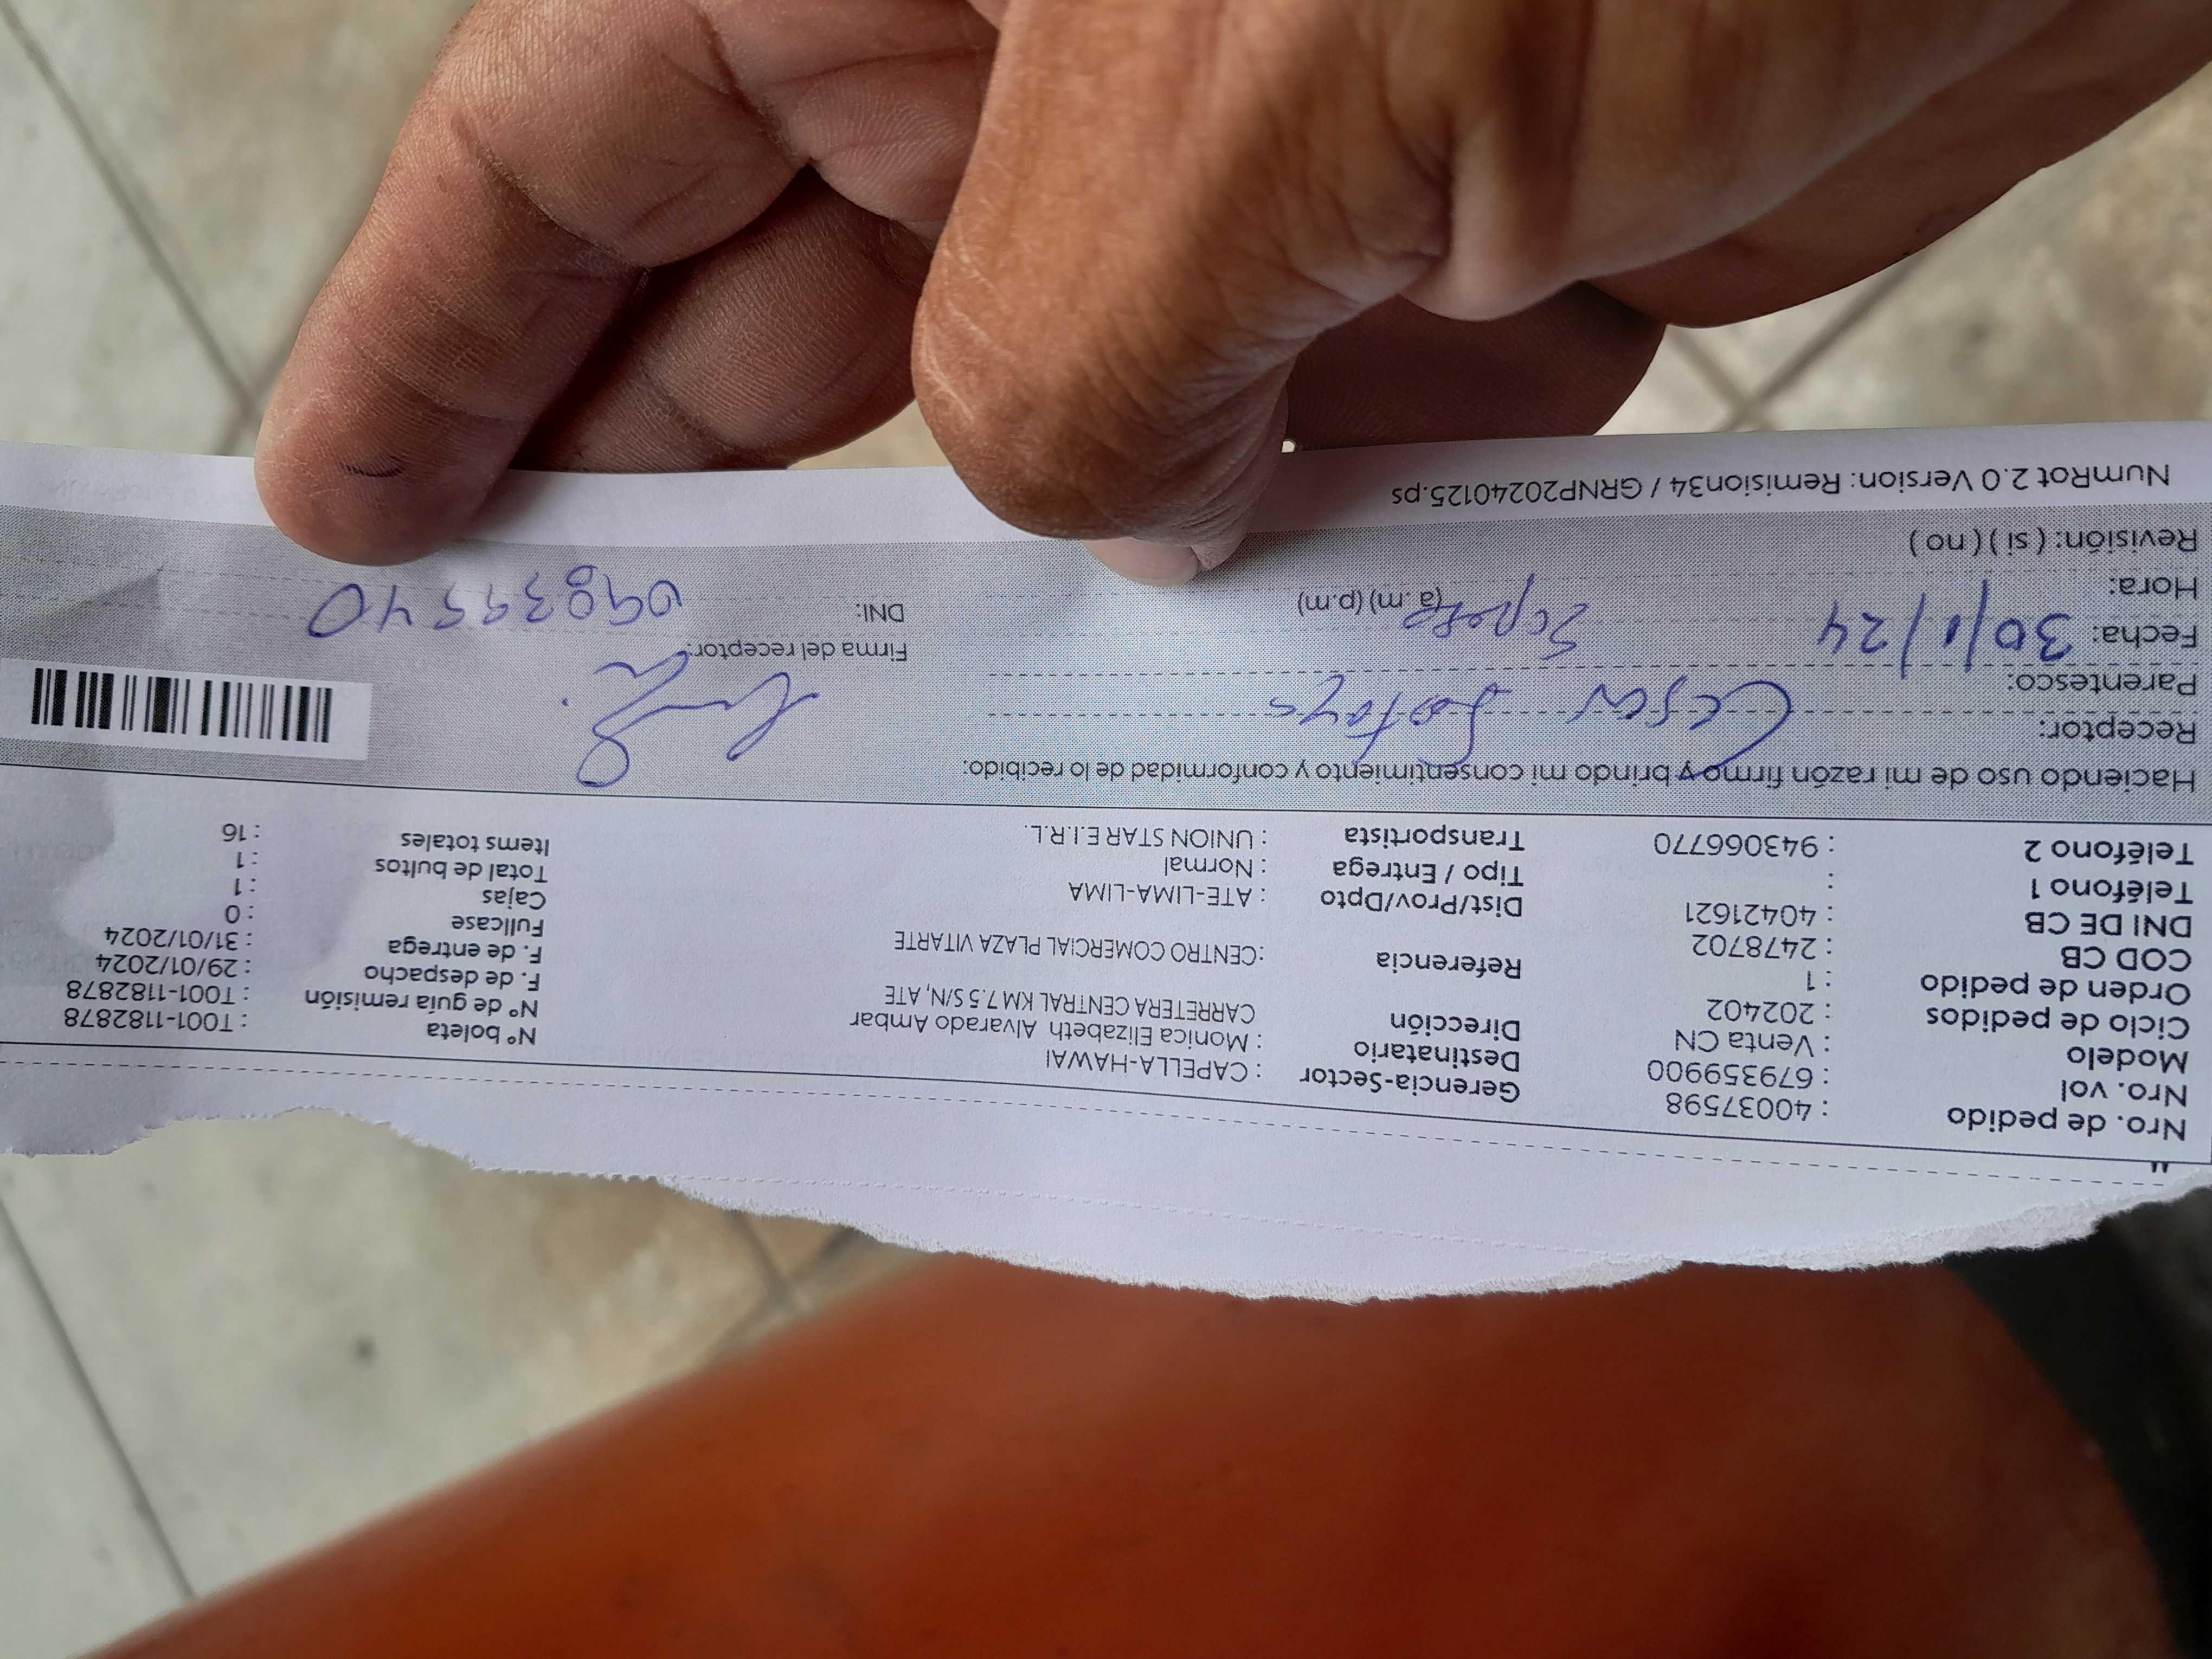 Nro. de pedido : 40037598 Gerencia-Sector : CAPELLA-HAWAI Nº boleta : T001-1182878
Nro. vol : 679359900 Destinatario : Monica Elizabeth Alvarado Ambar Nº de guía remisión : T001-1182878
Modelo : Venta CN Dirección CARRETERA CENTRAL KM 7.5 S/N, ATE F. de despacho : 29/01/2024
Ciclo de pedidos : 202402 Referencia : CENTRO COMERCIAL PLAZA VITARTE F. de entrega : 31/01/2024
Orden de pedido : 1 Dist/Prov/Dpto : ATE-LIMA-LIMA Fullcase : 0
COD CB : 2478702 Tipo / Entrega : Normal Cajas : 1
DNI DE CB : 40421621 Transportista : UNION STAR E.I.R.L. Total de bultos : 1
Teléfono 1 : Items totales : 16
Teléfono 2 : 943066770
Haciendo uso de mi razón firmo y brindo mi consentimiento y conformidad de lo recibido:
Receptor: Cesar
Parentesco:
Fecha: 30/1/24 Firma del receptor:
Hora: (a.m) (p.m) DNI:
Revisión: ( si ) ( no )
NumRot 2.0 Version: Remision34 / GRNP20240125.ps